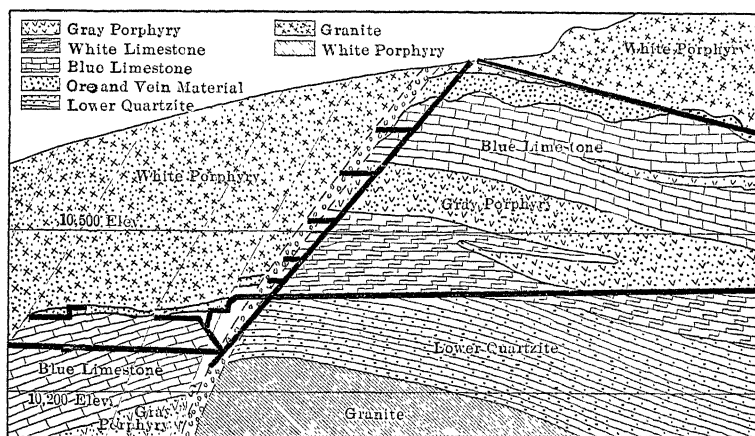 Gray Porphyry
White Limestone
Blue Limestone
Ore and Vein Material
Lower Quartzite
Granite
White Porphyry
White Porphyry
Blue Limestone
White Porphyry
10,500 Elev.
Gray Porphyry
Lower Quartzite
Blue Limestone
10,200 Elev.
Gray
Porphyry
Granite